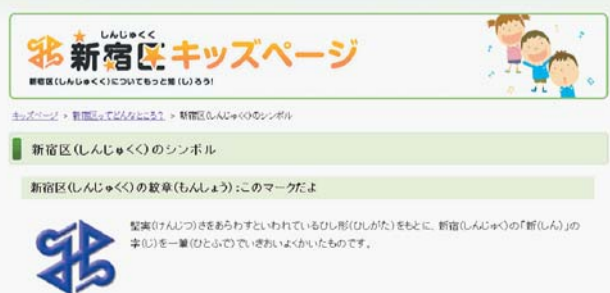 しんじゅくく
新宿区キッズページ
新宿区(しんじゅくく)についてもっと知(し)ろう!
キッズページ > 新宿区ってどんなところ? > 新宿区(しんじゅくく)のシンボル
新宿区(しんじゅくく)のシンボル
新宿区(しんじゅくく)の紋章(もんしょう):このマークだよ
堅実(けんじつ)さをあらわすといわれているひし形(ひしがた)をもとに、新宿(しんじゅく)の「新(しん)」の
字(じ)を一筆(ひとふで)でいきおいよくかいたものです。